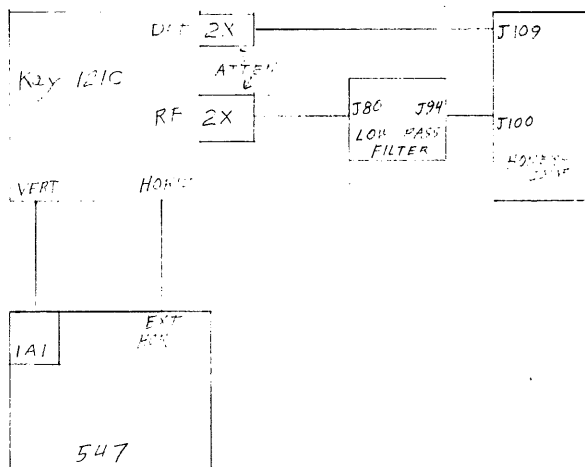 DET 2X
J109
ATTEN
Kay 121C
RF 2X
J80 J94
LOW PASS
FILTER
J100
VERT HORIZ
EXT
HOR
1A1
547